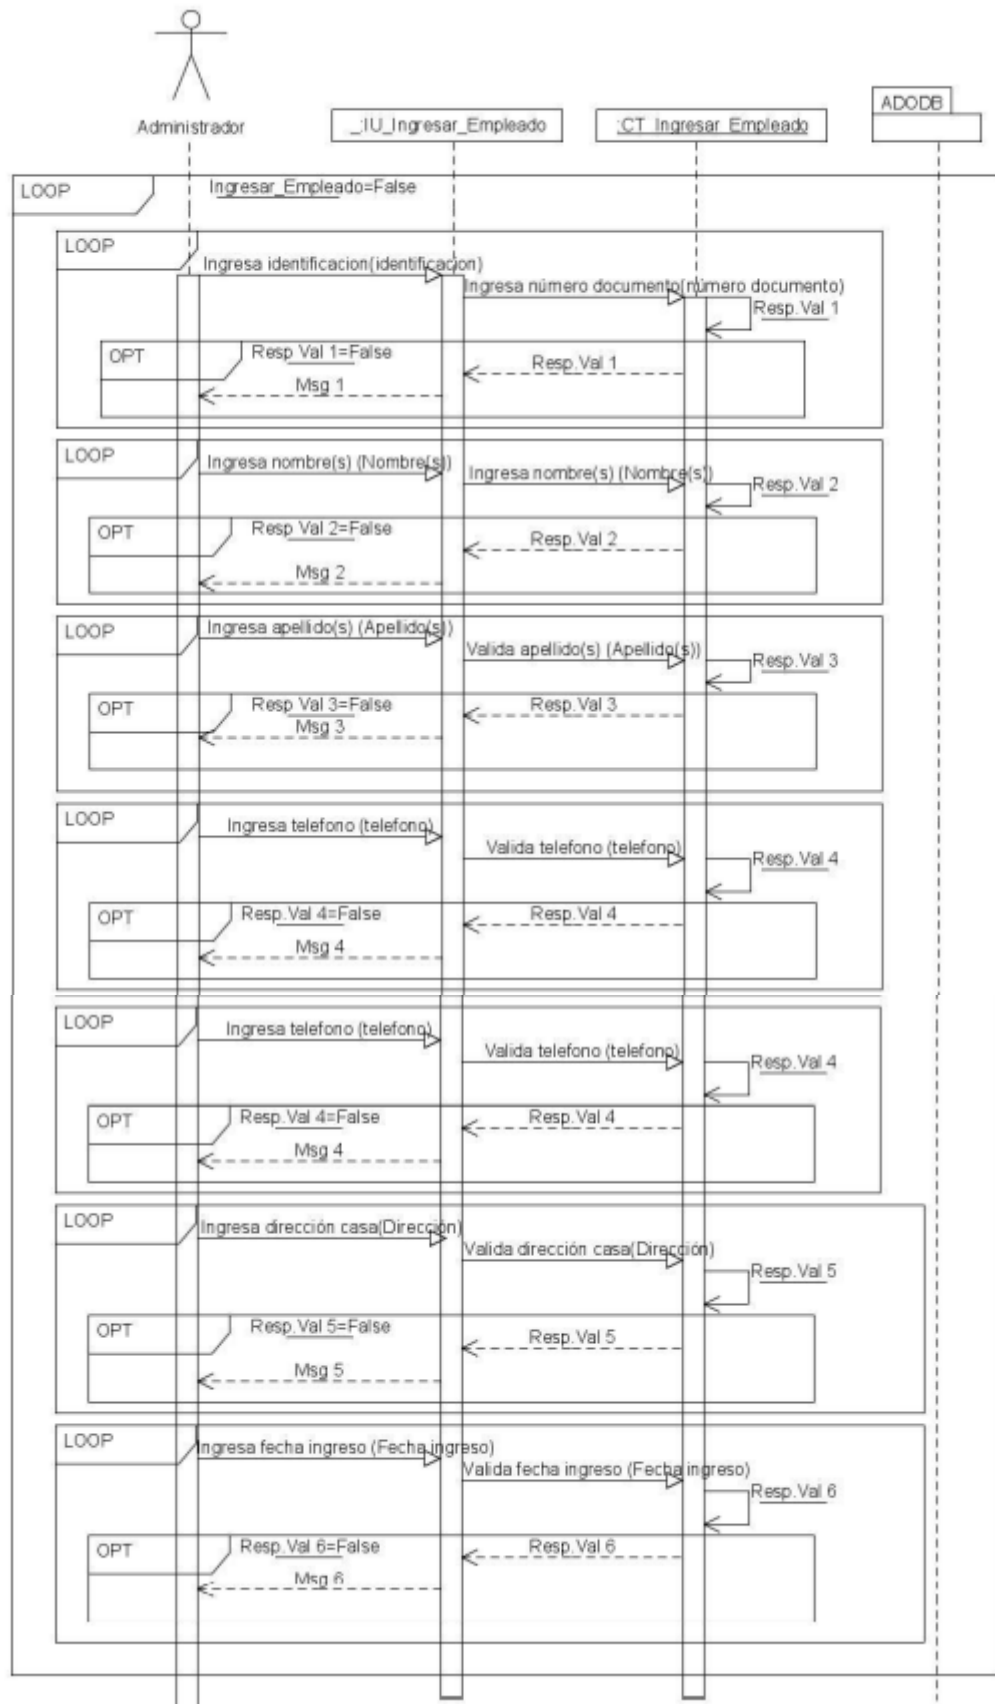 Administrador
_:IU_Ingresar_Empleado
:CT_Ingresar_Empleado
ADODB
LOOP
Ingresar_Empleado=False
LOOP
Ingresa identificacion(identificacion)
Ingresa número documento(número documento)
Resp.Val 1
OPT
Resp.Val 1=False
Resp.Val 1
Msg 1
LOOP
Ingresa nombre(s) (Nombre(s))
Ingresa nombre(s) (Nombre(s))
Resp.Val 2
OPT
Resp.Val 2=False
Resp.Val 2
Msg 2
LOOP
Ingresa apellido(s) (Apellido(s))
Valida apellido(s) (Apellido(s))
Resp.Val 3
OPT
Resp.Val 3=False
Resp.Val 3
Msg 3
LOOP
Ingresa telefono (telefono)
Valida telefono (telefono)
Resp.Val 4
OPT
Resp.Val 4=False
Resp.Val 4
Msg 4
LOOP
Ingresa telefono (telefono)
Valida telefono (telefono)
Resp.Val 4
OPT
Resp.Val 4=False
Resp.Val 4
Msg 4
LOOP
Ingresa dirección casa(Dirección)
Valida dirección casa(Dirección)
Resp.Val 5
OPT
Resp.Val 5=False
Resp.Val 5
Msg 5
LOOP
Ingresa fecha ingreso (Fecha ingreso)
Valida fecha ingreso (Fecha ingreso)
Resp.Val 6
OPT
Resp.Val 6=False
Resp.Val 6
Msg 6